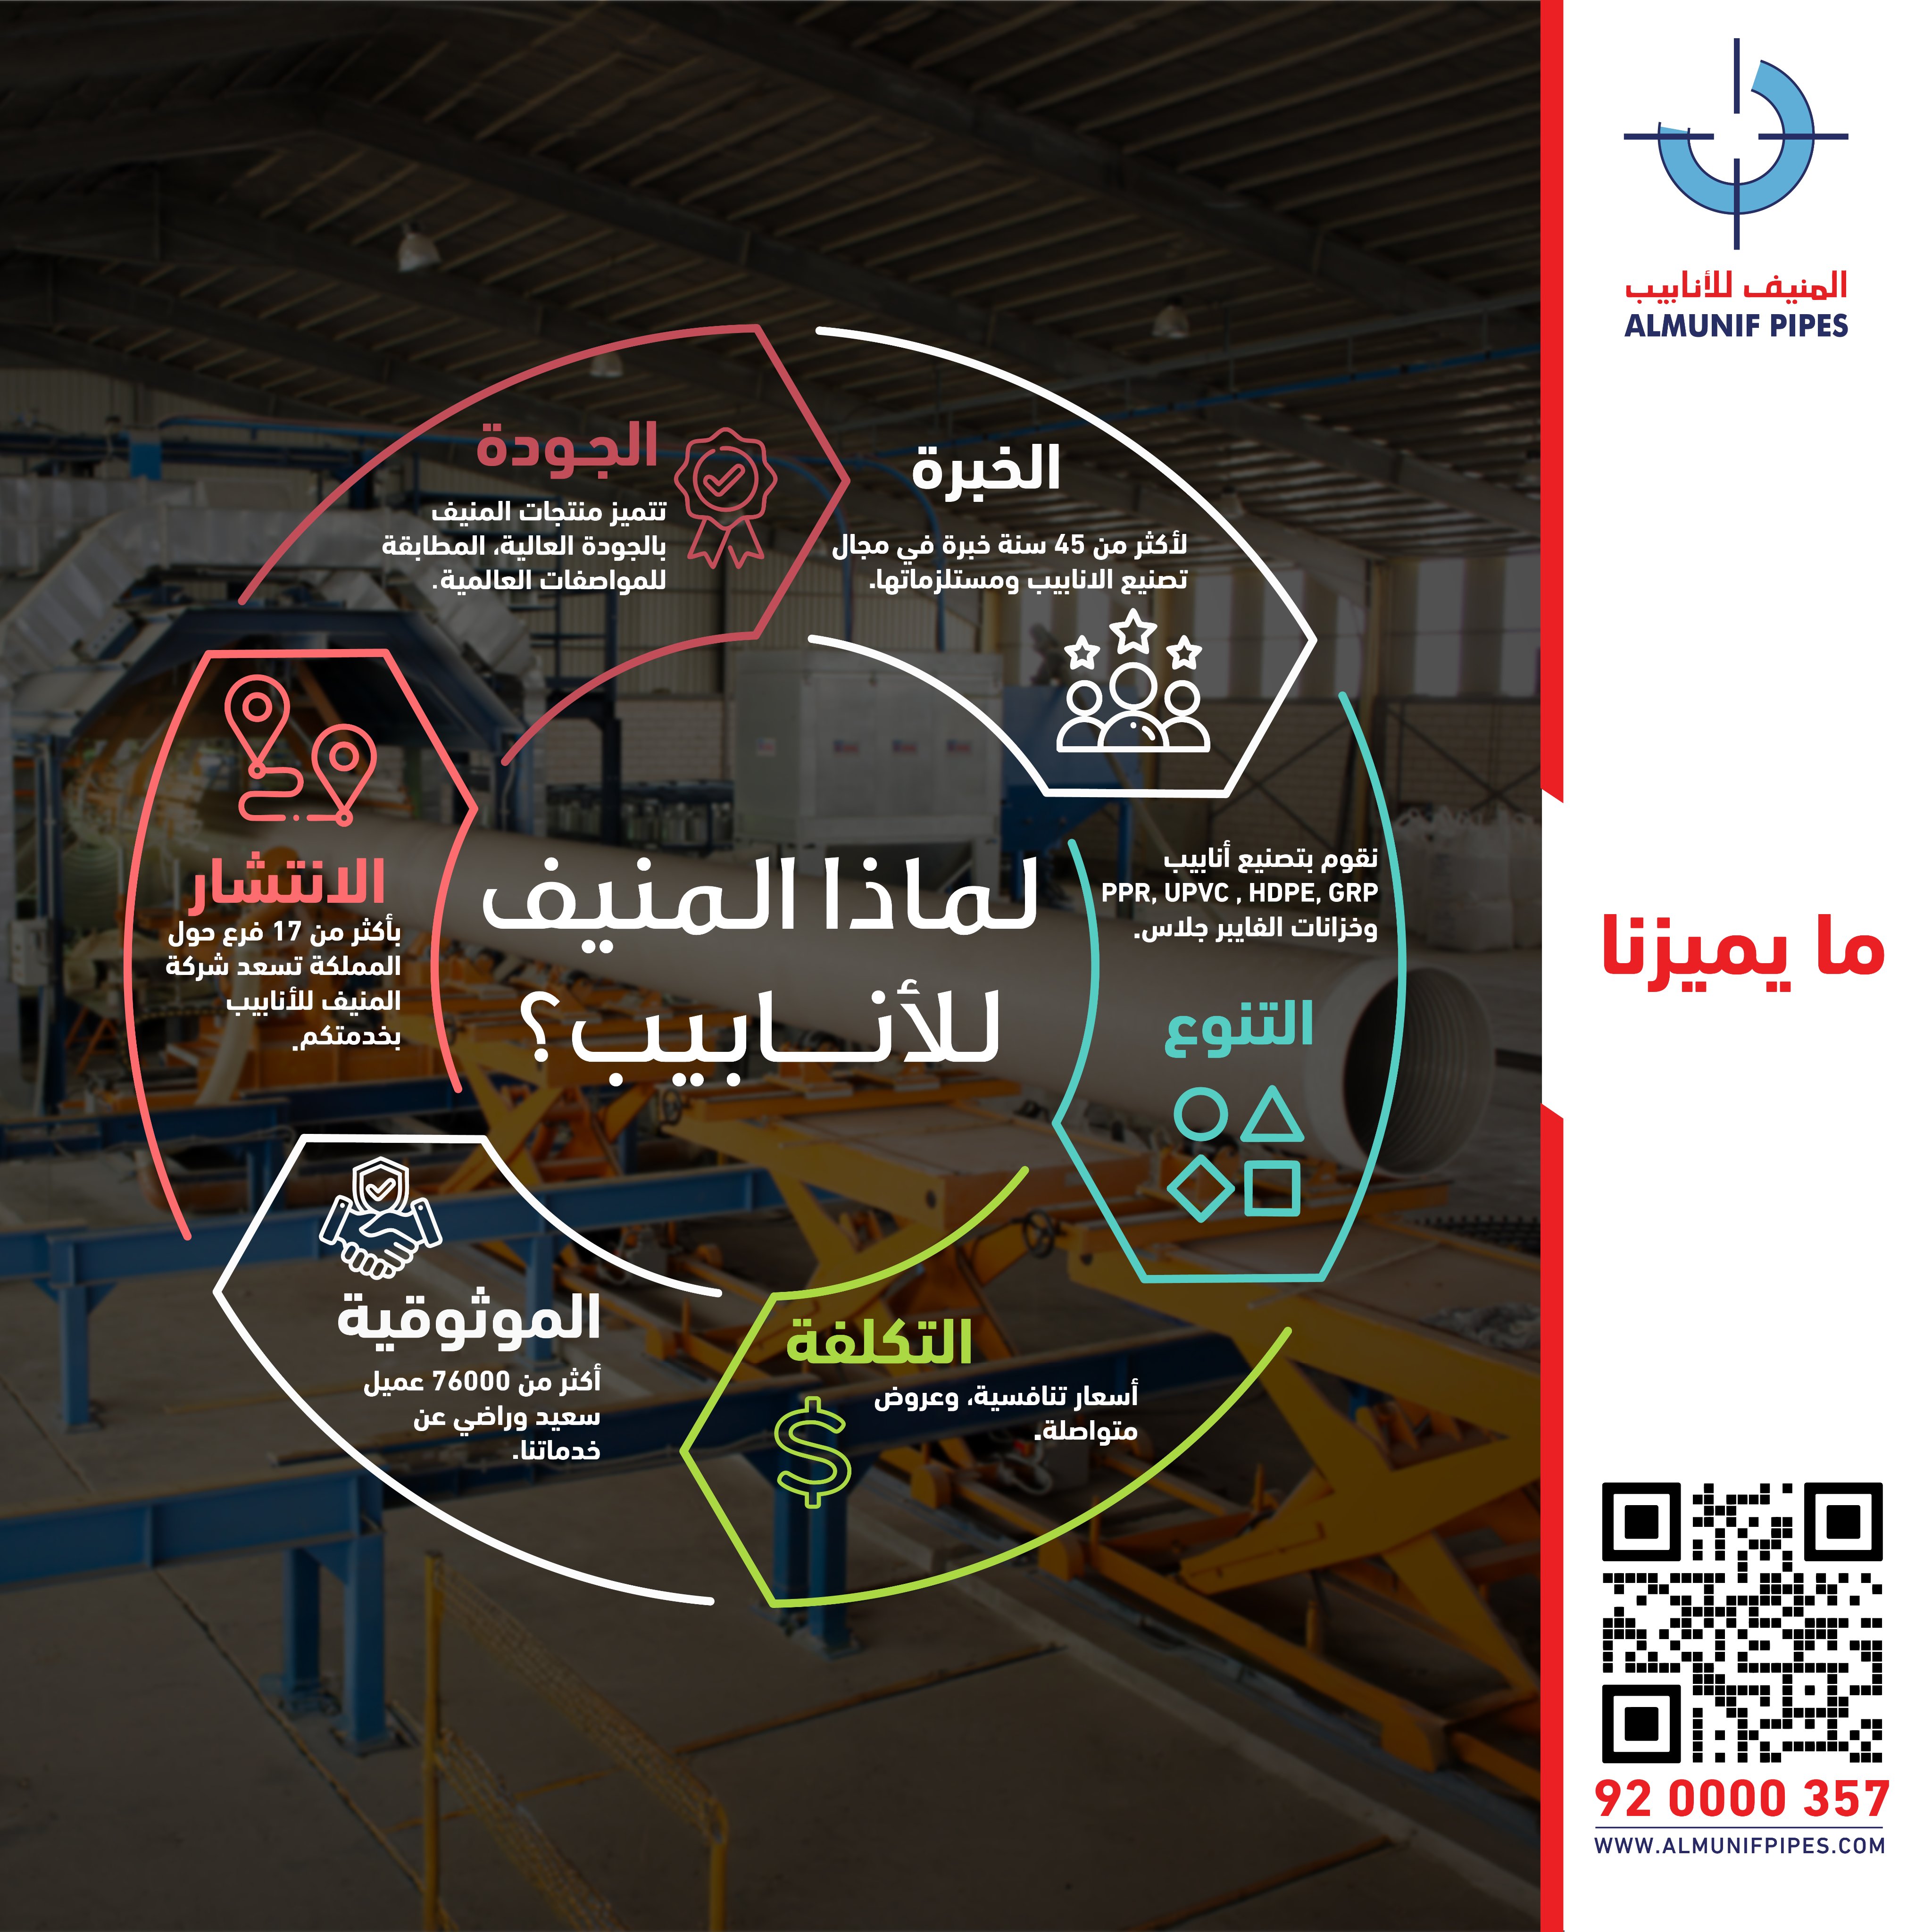 المنيف للأنابيب
ALMUNIF PIPES
ما يميزنا
لماذا المنيف
للأنـــابيب؟
الخبرة
لأكثر من 45 سنة خبرة في مجال
تصنيع الانابيب ومستلزماتها.
نقوم بتصنيع أنابيب
PPR, UPVC , HDPE, GRP
وخزانات الفايبر جلاس.
التنوع
التكلفة
أسعار تنافسية، وعروض
متواصلة.
الموثوقية
أكثر من 76000 عميل
سعيد وراضي عن
خدماتنا.
الانتشار
بأكثر من 17 فرع حول
المملكة تسعد شركة
المنيف للأنابيب
بخدمتكم.
الجودة
تتميز منتجات المنيف
بالجودة العالية، المطابقة
للمواصفات العالمية.
92 0000 357
WWW.ALMUNIFPIPES.COM